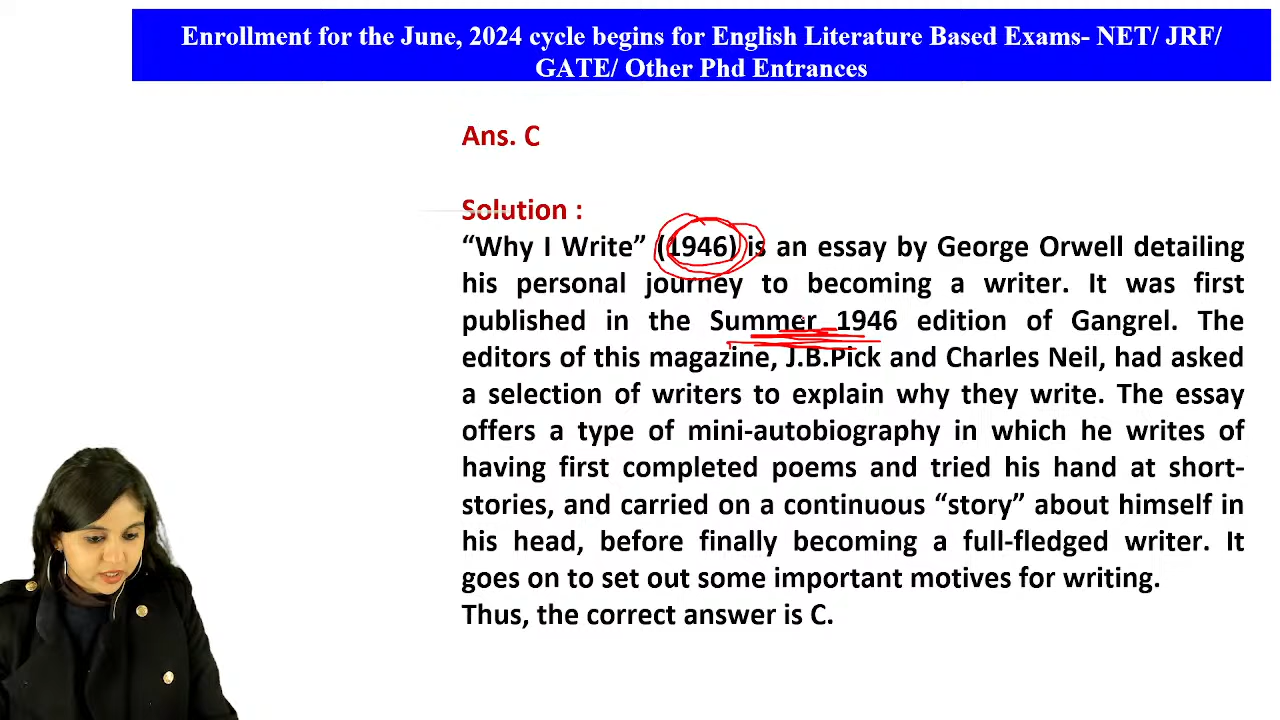 Enrollment for the June, 2024 cycle begins for English Literature Based Exams- NET/ JRF/
GATE/ Other Phd Entrances
Ans. C
Solution :
“Why I Write” (1946) is an essay by George Orwell detailing
his personal journey to becoming a writer. It was first
published in the Summer 1946 edition of Gangrel. The
editors of this magazine, J.B.Pick and Charles Neil, had asked
a selection of writers to explain why they write. The essay
offers a type of mini-autobiography in which he writes of
having first completed poems and tried his hand at short-
stories, and carried on a continuous “story” about himself in
his head, before finally becoming a full-fledged writer. It
goes on to set out some important motives for writing.
Thus, the correct answer is C.